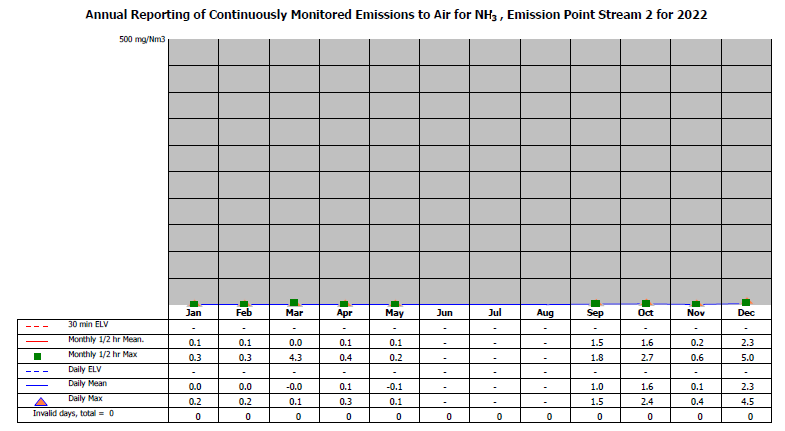 Annual Reporting of Continuously Monitored Emissions to Air for NH3 , Emission Point Stream 2 for 2022
500 mg/Nm3
Jan Feb Mar Apr May Jun Jul Aug Sep Oct Nov Dec
30 min ELV - - - - - - - - - - - -
Monthly 1/2 hr Mean. 0.1 0.1 0.0 0.1 0.1 - - - 1.5 1.6 0.2 2.3
Monthly 1/2 hr Max 0.3 0.3 4.3 0.4 0.2 - - - 1.8 2.7 0.6 5.0
Daily ELV - - - - - - - - - - - -
Daily Mean 0.0 0.0 -0.0 0.1 -0.1 - - - 1.0 1.6 0.1 2.3
Daily Max 0.2 0.2 0.1 0.3 0.1 - - - 1.5 2.4 0.4 4.5
Invalid days, total = 0 0 0 0 0 0 0 0 0 0 0 0 0